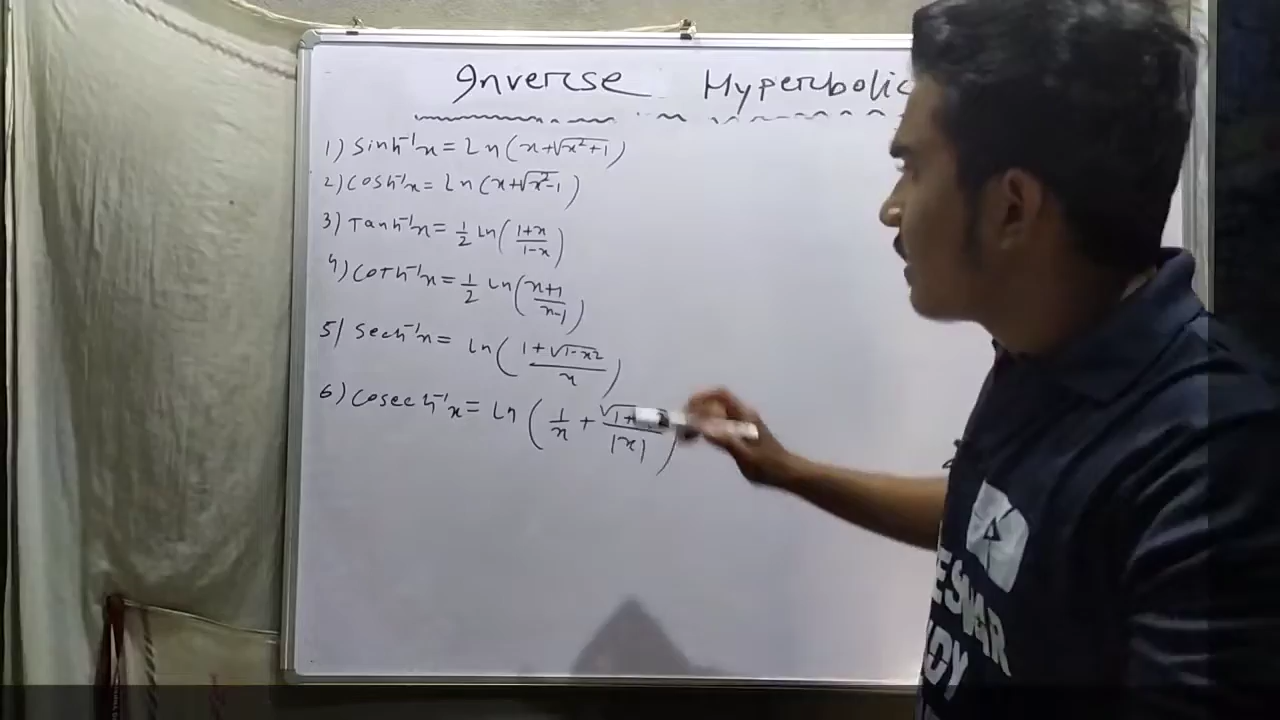 Inverse Hyperbolic
1) Sinh⁻¹x = Ln(x+√x²+1)
2) Cosh⁻¹x = Ln(x+√x²-1)
3) Tanh⁻¹x = 1/2 Ln(1+x/1-x)
4) CoTh⁻¹x = 1/2 Ln(x+1/x-1)
5) Sech⁻¹x = Ln(1+√1-x²/x)
6) Cosech⁻¹x = Ln(1/x + √1+ /|x|)